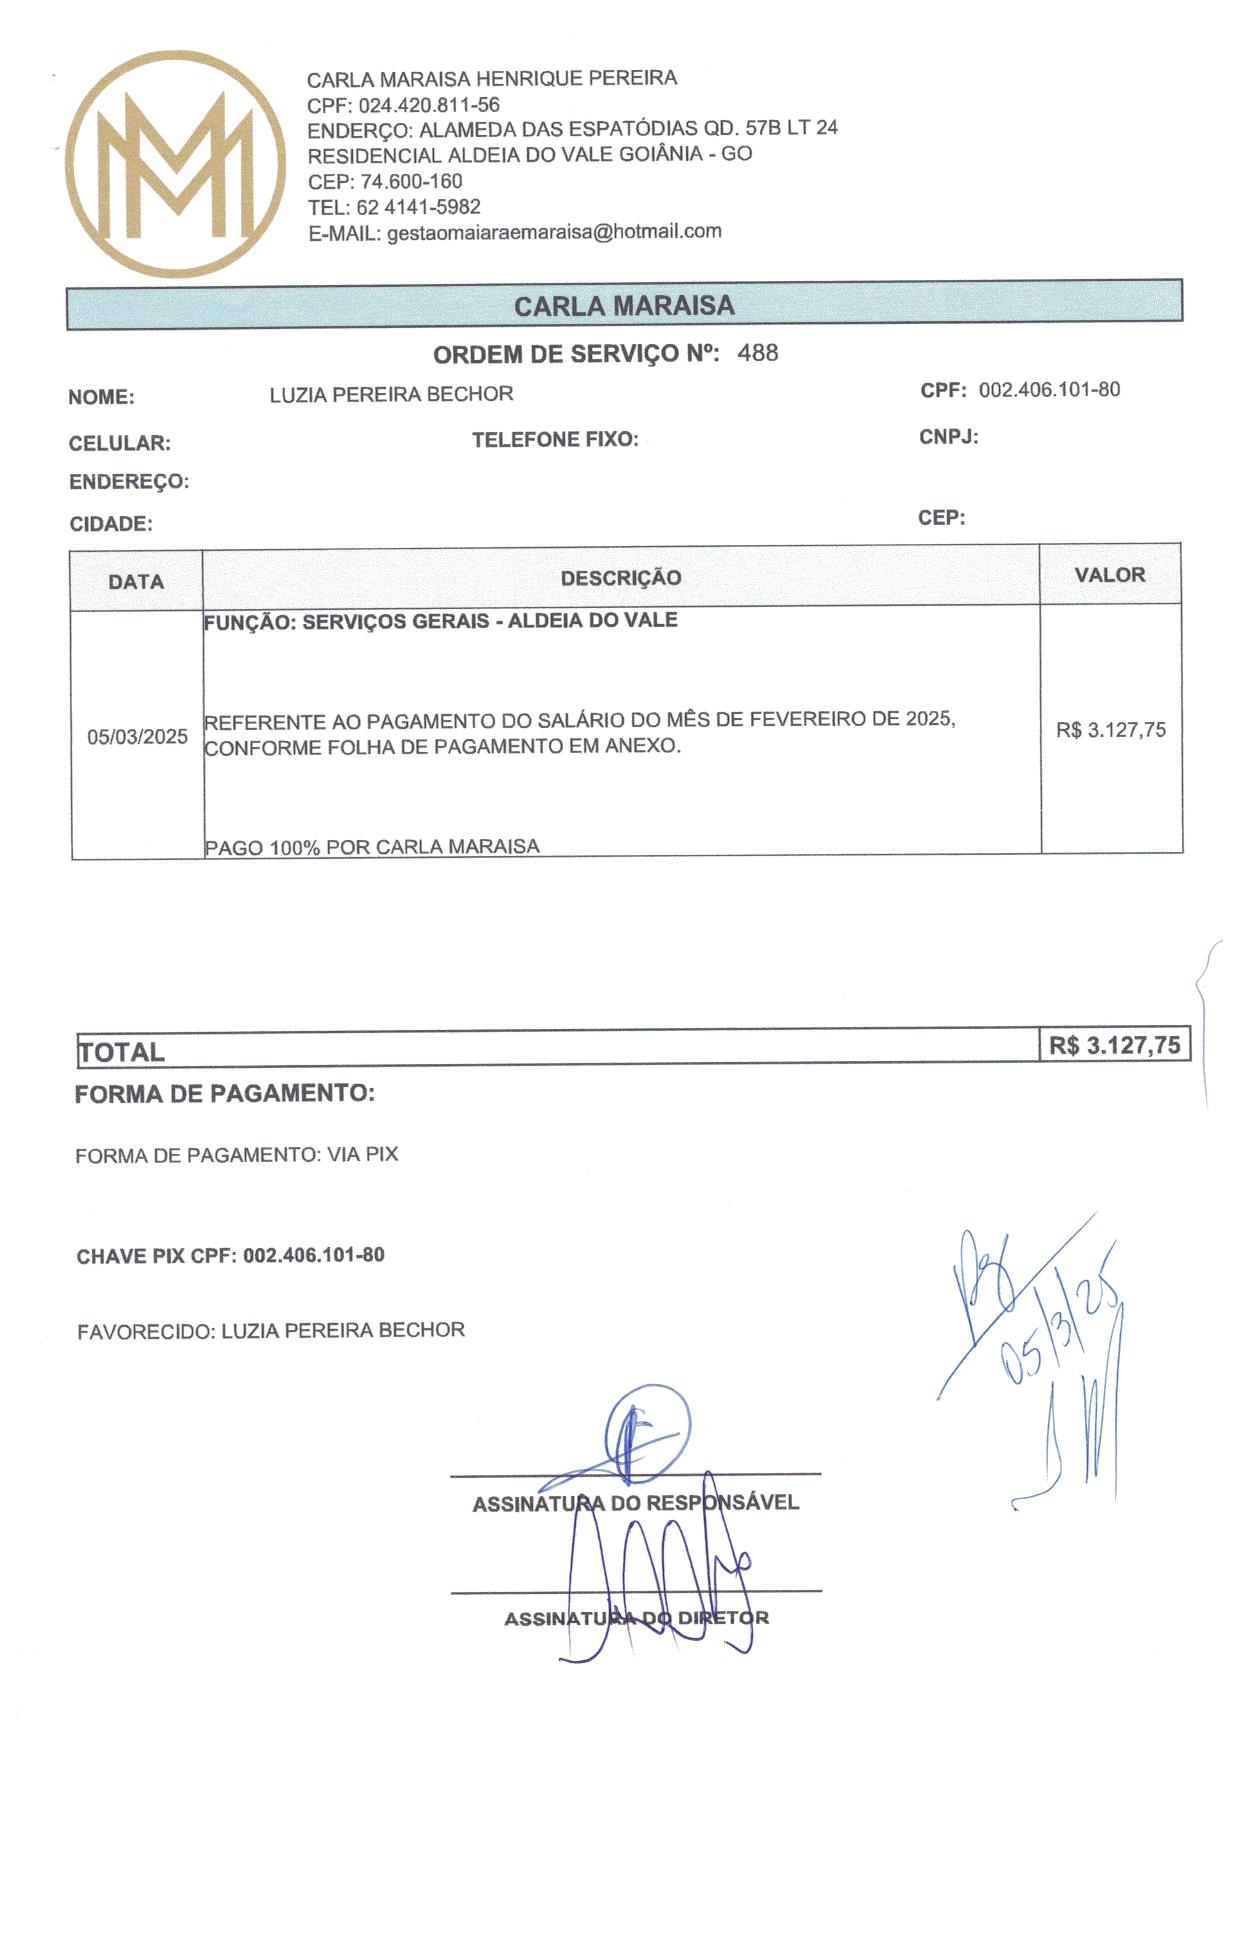 CARLA MARAISA HENRIQUE PEREIRA
CPF: 024.420.811-56
ENDERÇO: ALAMEDA DAS ESPATÓDIAS QD. 57B LT 24
RESIDENCIAL ALDEIA DO VALE GOIÂNIA - GO
CEP: 74.600-160
TEL: 62 4141-5982
E-MAIL: gestaomaiaraemaraisa@hotmail.com
CARLA MARAISA
ORDEM DE SERVIÇO Nº: 488
NOME: LUZIA PEREIRA BECHOR CPF: 002.406.101-80
CELULAR: TELEFONE FIXO: CNPJ:
ENDEREÇO:
CIDADE: CEP:
DATA DESCRIÇÃO VALOR
FUNÇÃO: SERVIÇOS GERAIS - ALDEIA DO VALE
05/03/2025 REFERENTE AO PAGAMENTO DO SALÁRIO DO MÊS DE FEVEREIRO DE 2025, R$ 3.127,75
CONFORME FOLHA DE PAGAMENTO EM ANEXO.
PAGO 100% POR CARLA MARAISA
TOTAL R$ 3.127,75
FORMA DE PAGAMENTO:
FORMA DE PAGAMENTO: VIA PIX
CHAVE PIX CPF: 002.406.101-80
FAVORECIDO: LUZIA PEREIRA BECHOR
05/3/25
ASSINATURA DO RESPONSÁVEL
ASSINATURA DO DIRETOR